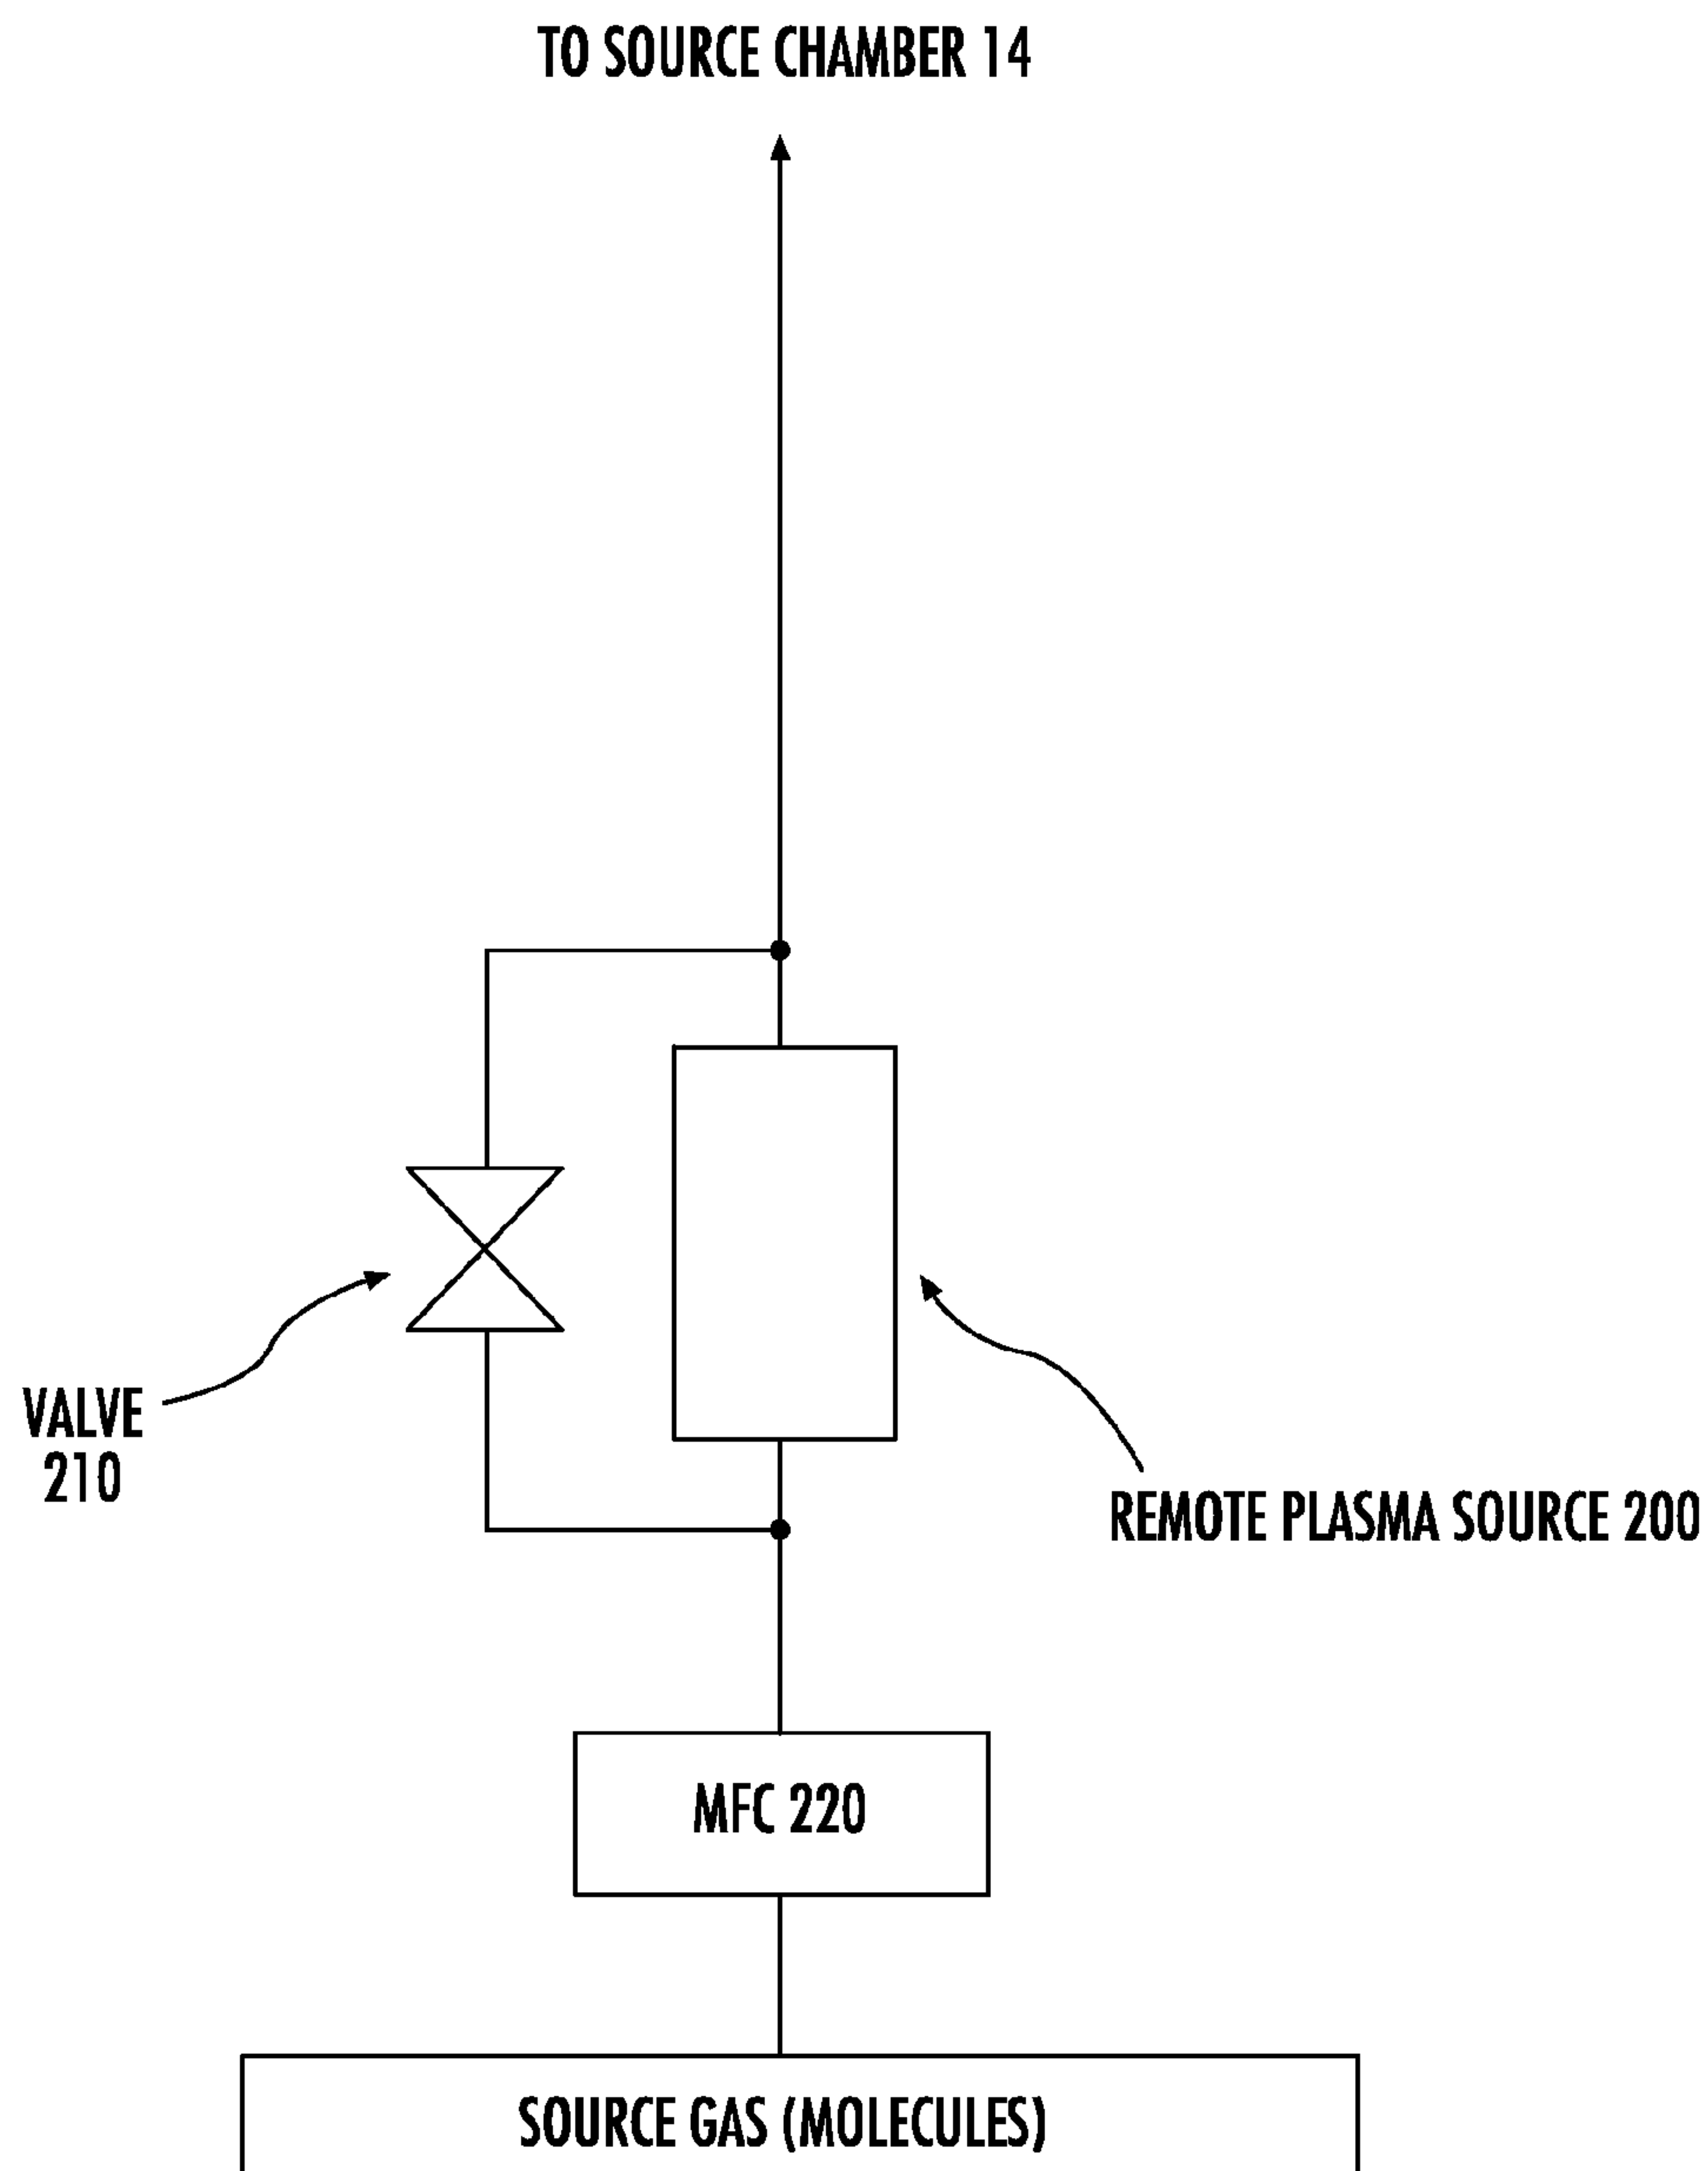 TO SOURCE CHAMBER 14
VALVE
210
REMOTE PLASMA SOURCE 200
MFC 220
SOURCE GAS (MOLECULES)